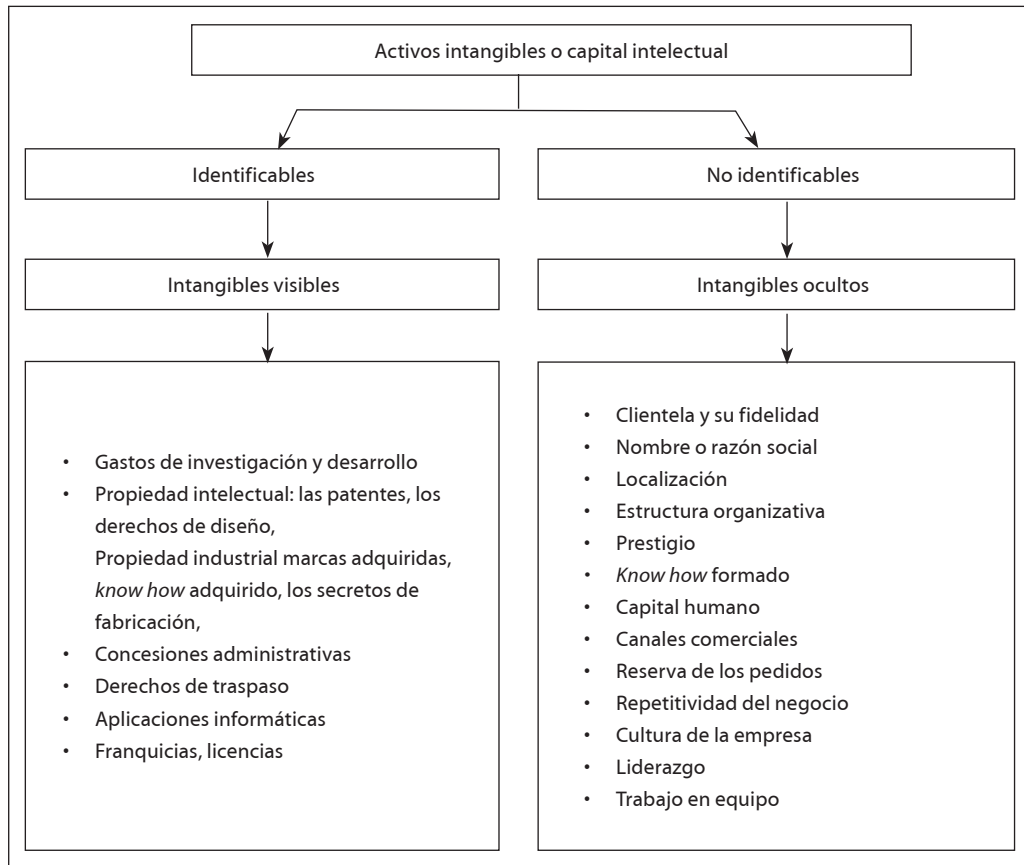 Activos intangibles o capital intelectual
Identificables
No identificables
Intangibles visibles
Intangibles ocultos
• Gastos de investigación y desarrollo
• Propiedad intelectual: las patentes, los
derechos de diseño,
Propiedad industrial marcas adquiridas,
know how adquirido, los secretos de
fabricación,
• Concesiones administrativas
• Derechos de traspaso
• Aplicaciones informáticas
• Franquicias, licencias
• Clientela y su fidelidad
• Nombre o razón social
• Localización
• Estructura organizativa
• Prestigio
• Know how formado
• Capital humano
• Canales comerciales
• Reserva de los pedidos
• Repetitividad del negocio
• Cultura de la empresa
• Liderazgo
• Trabajo en equipo